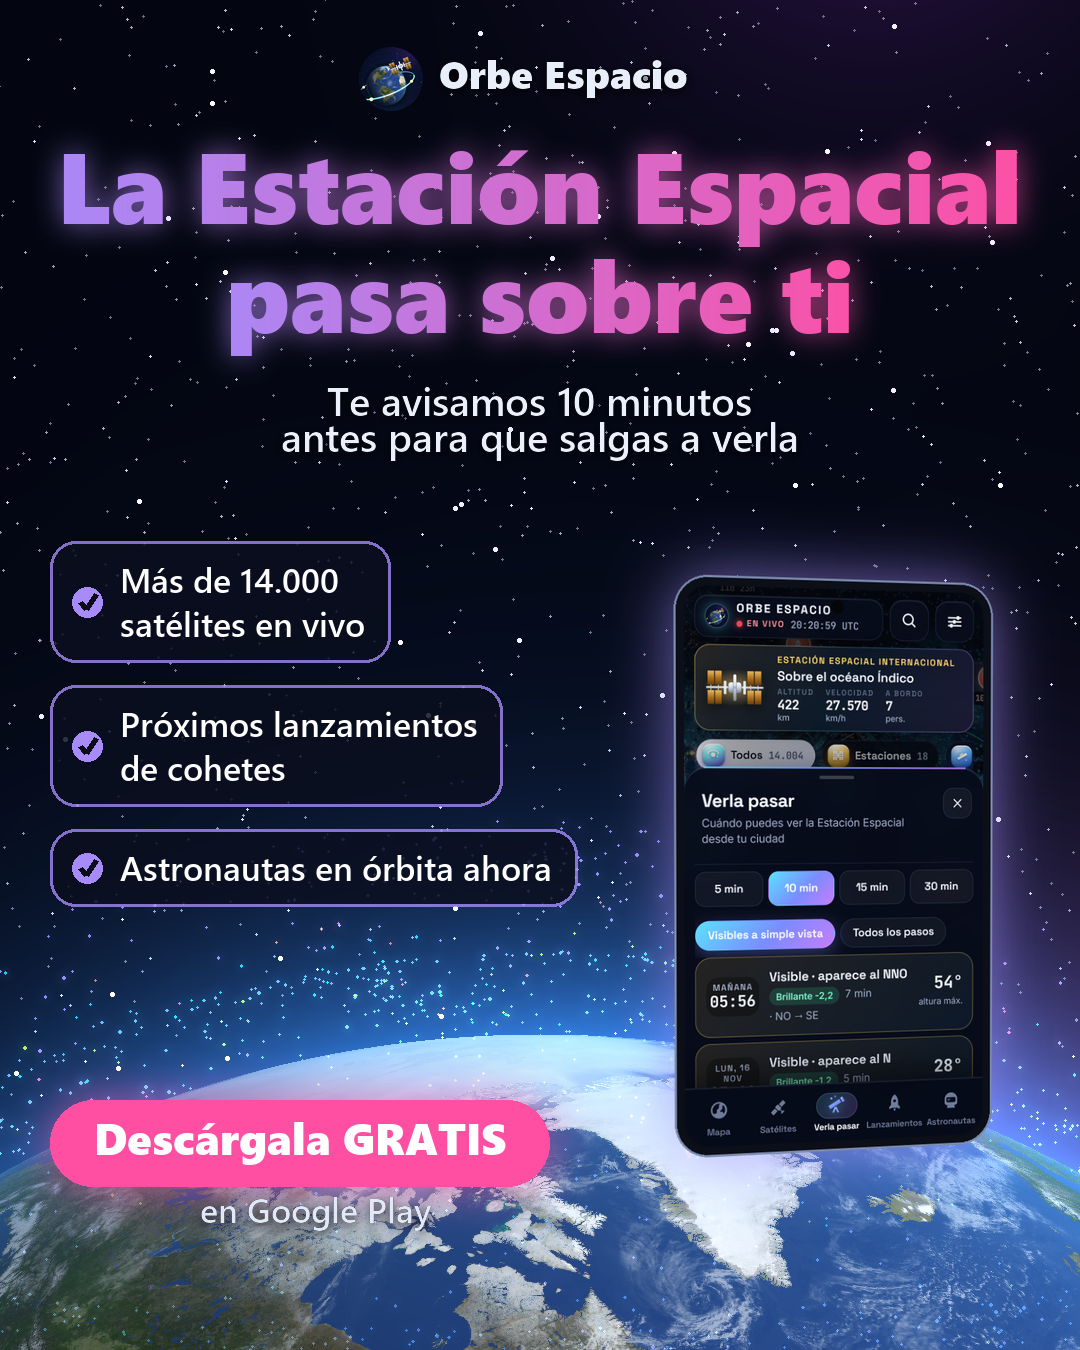 Orbe Espacio
La Estación Espacial
pasa sobre ti
Te avisamos 10 minutos
antes para que salgas a verla
Más de 14.000
satélites en vivo
Próximos lanzamientos
de cohetes
Astronautas en órbita ahora
Descárgala GRATIS
en Google Play
ORBE ESPACIO
EN VIVO 20:20:59 UTC
ESTACIÓN ESPACIAL INTERNACIONAL
Sobre el océano Índico
ALTITUD VELOCIDAD A BORDO
422 27.570 7
km km/h pers.
Todos 14.004 Estaciones 18
Verla pasar
Cuándo puedes ver la Estación Espacial
desde tu ciudad
5 min 10 min 15 min 30 min
Visibles a simple vista Todos los pasos
MAÑANA
05:56
Visible · aparece al NNO
Brillante -2,2 7 min
· NO → SE
54°
altura máx.
LUN, 16
NOV
Visible · aparece al N
Brillante -1,2 5 min
28°
Mapa Satélites Verla pasar Lanzamientos Astronautas